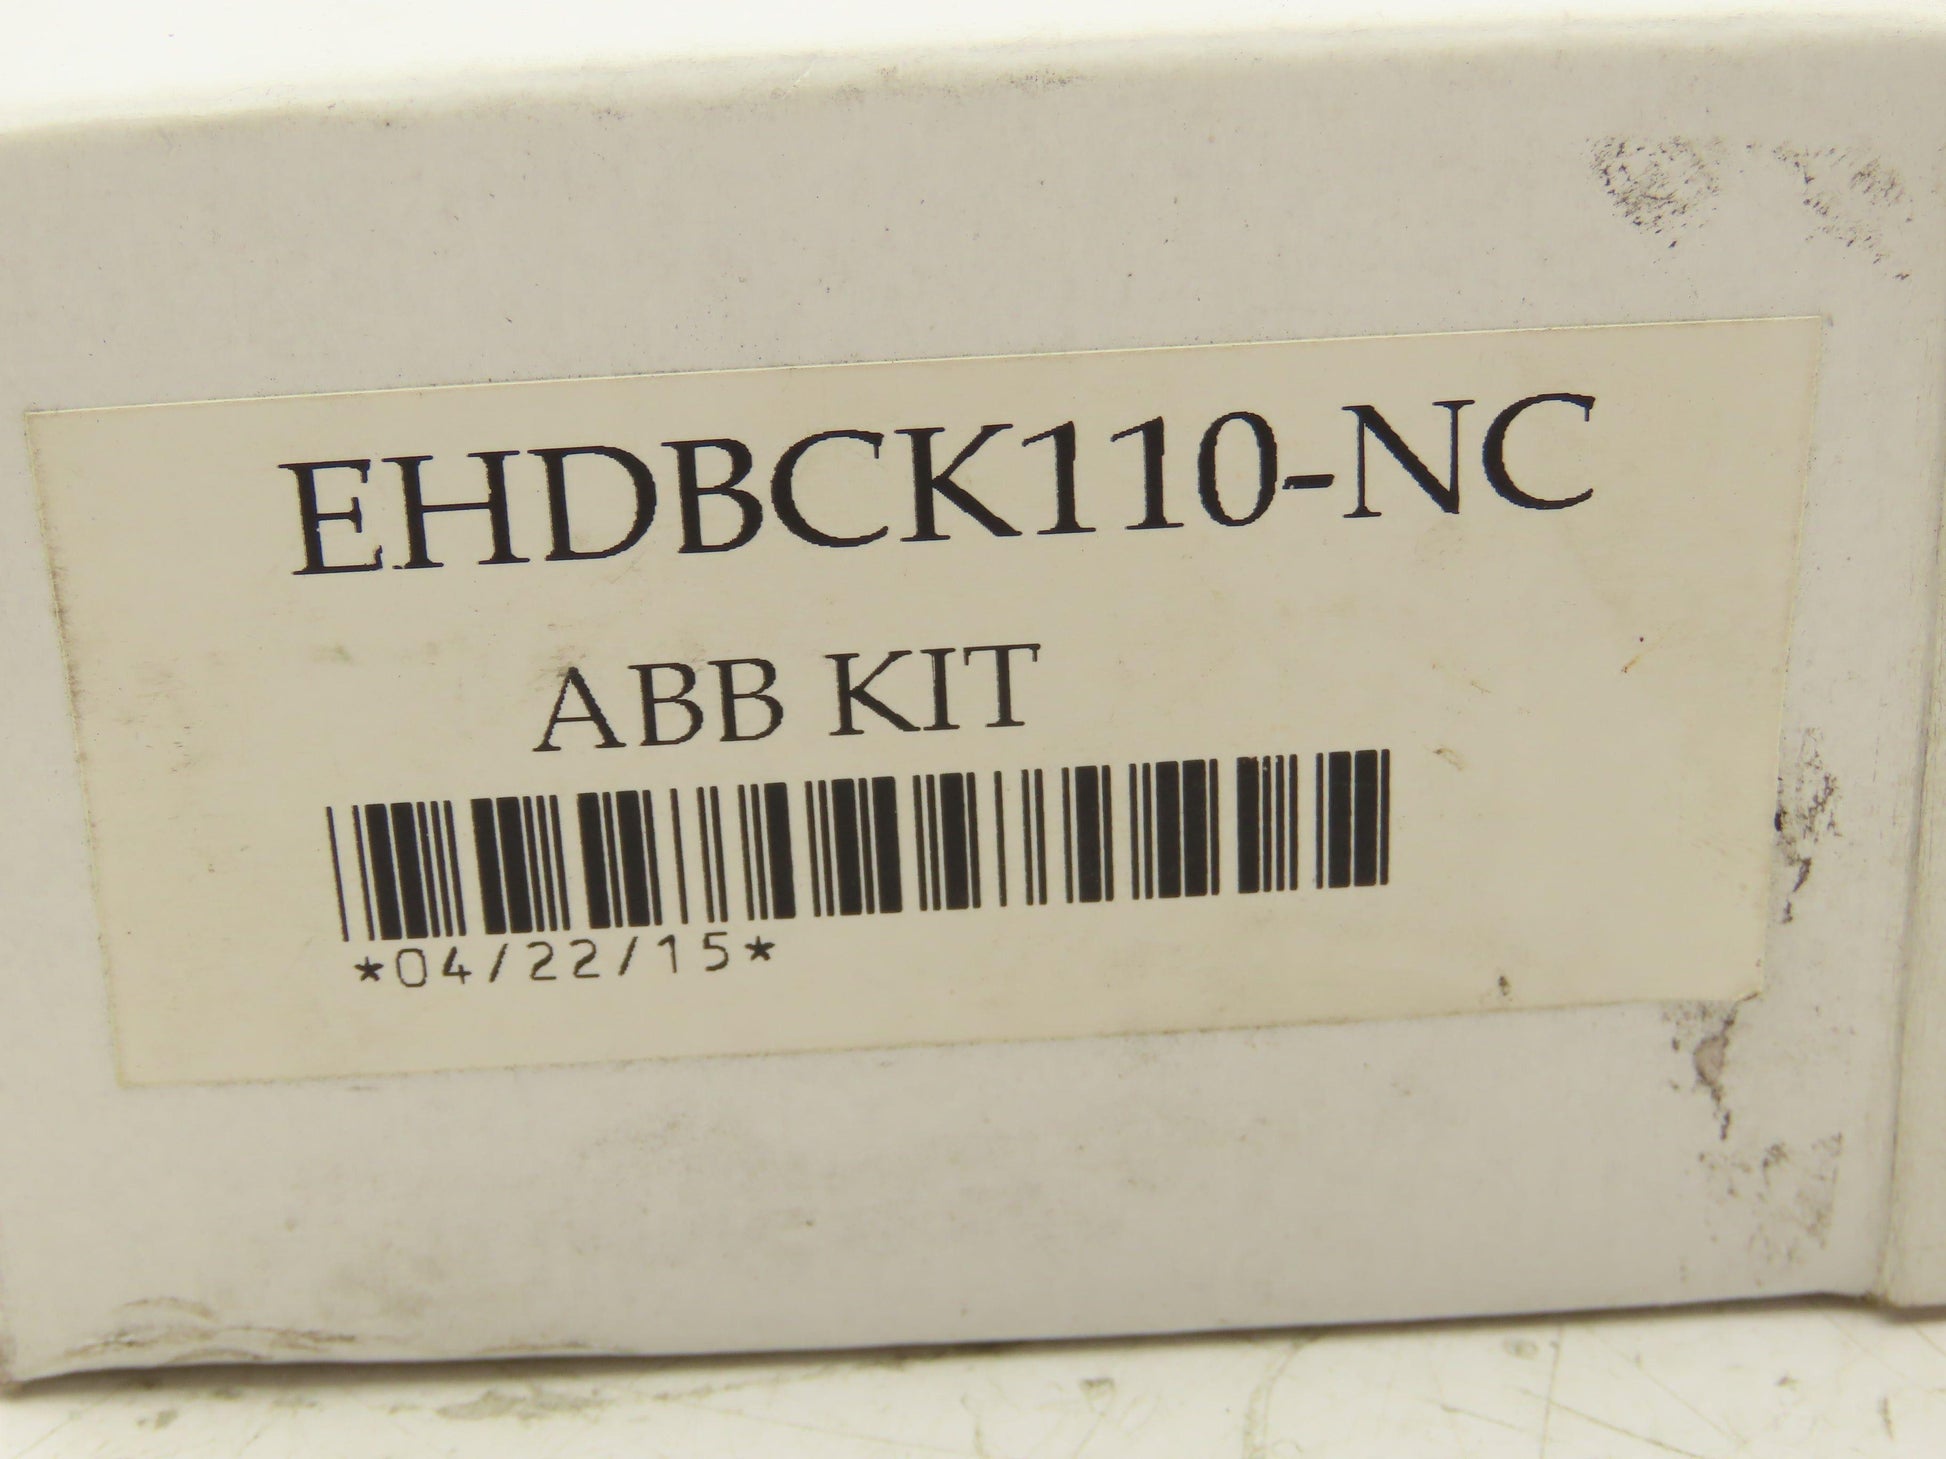 EHDBCK110-NC
ABB KIT
*04/22/15*